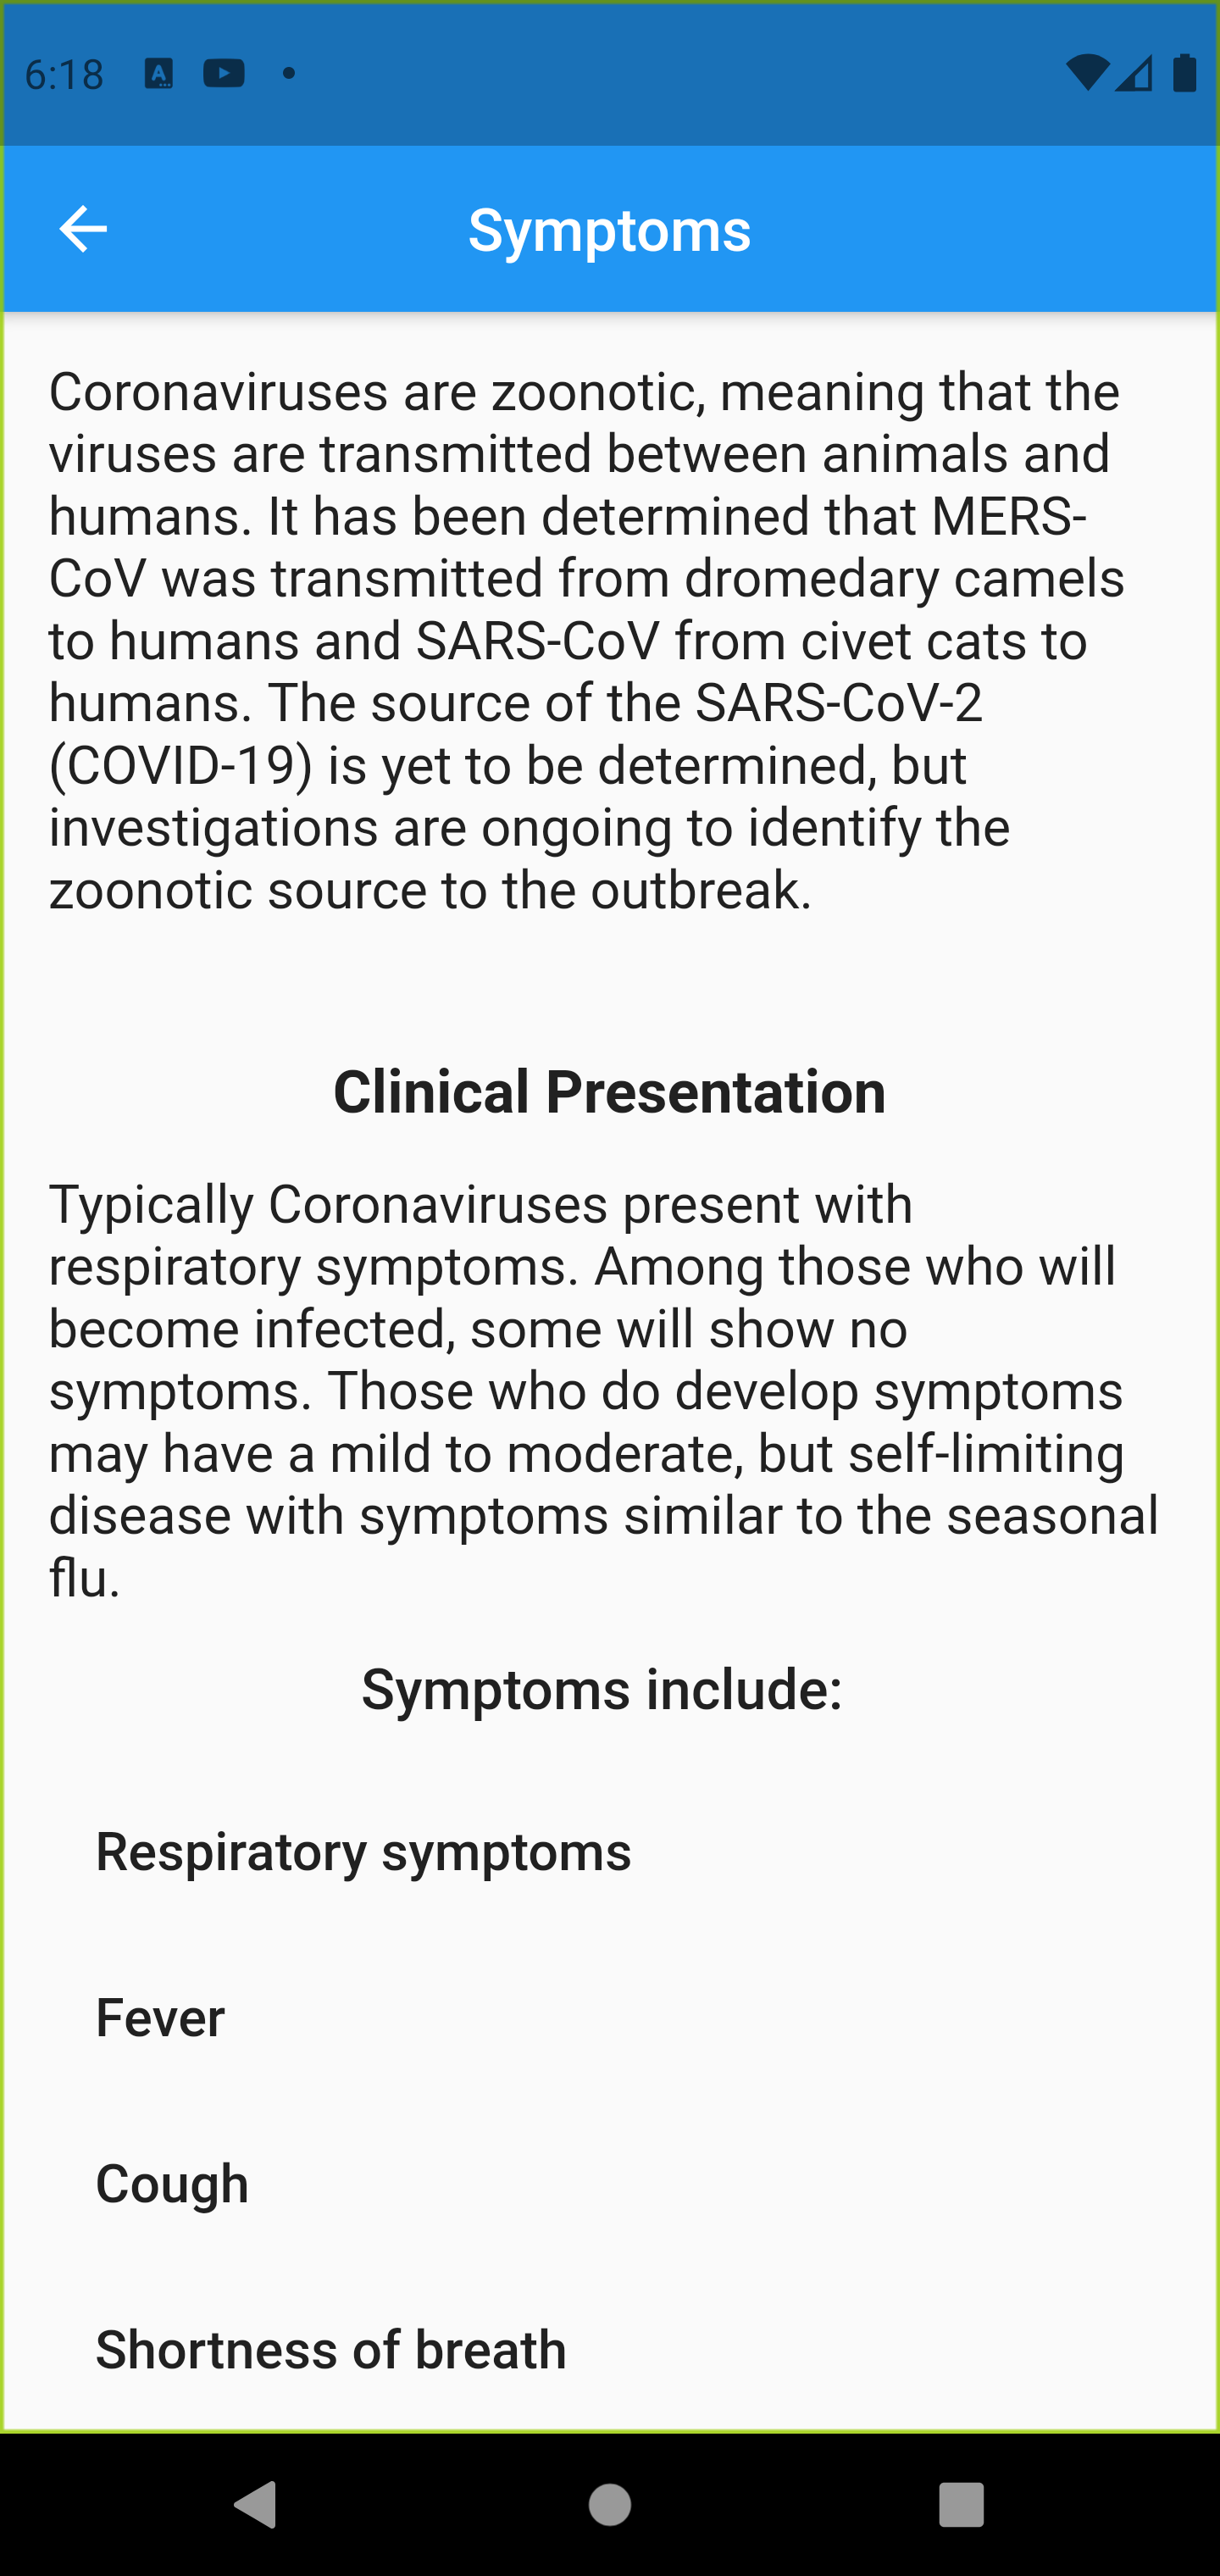 6:18
Symptoms
Coronaviruses are zoonotic, meaning that the
viruses are transmitted between animals and
humans. It has been determined that MERS-
CoV was transmitted from dromedary camels
to humans and SARS-CoV from civet cats to
humans. The source of the SARS-CoV-2
(COVID-19) is yet to be determined, but
investigations are ongoing to identify the
zoonotic source to the outbreak.
Clinical Presentation
Typically Coronaviruses present with
respiratory symptoms. Among those who will
become infected, some will show no
symptoms. Those who do develop symptoms
may have a mild to moderate, but self-limiting
disease with symptoms similar to the seasonal
flu.
Symptoms include:
Respiratory symptoms
Fever
Cough
Shortness of breath